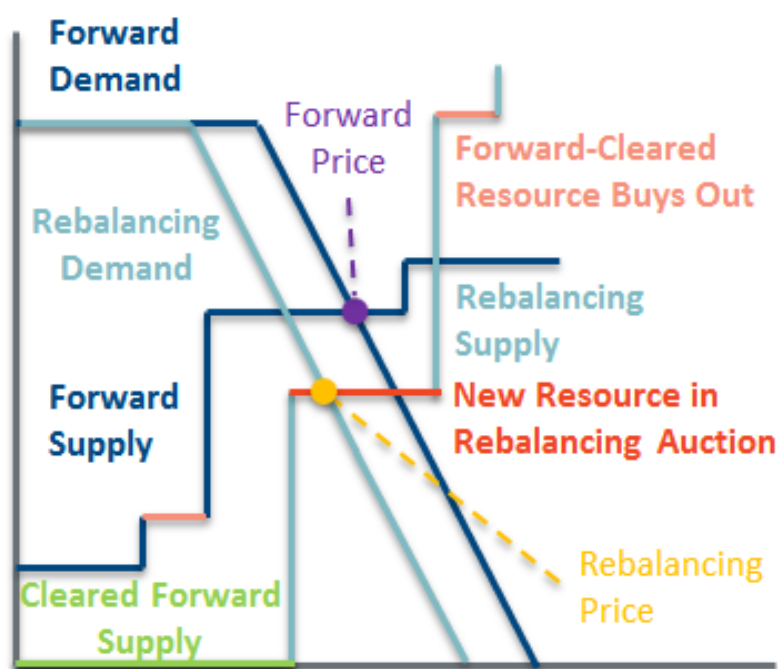 Forward
Demand
Forward
Price
Forward-Cleared
Resource Buys Out
Rebalancing
Demand
Rebalancing
Supply
Forward
Supply
New Resource in
Rebalancing Auction
Rebalancing
Price
Cleared Forward
Supply